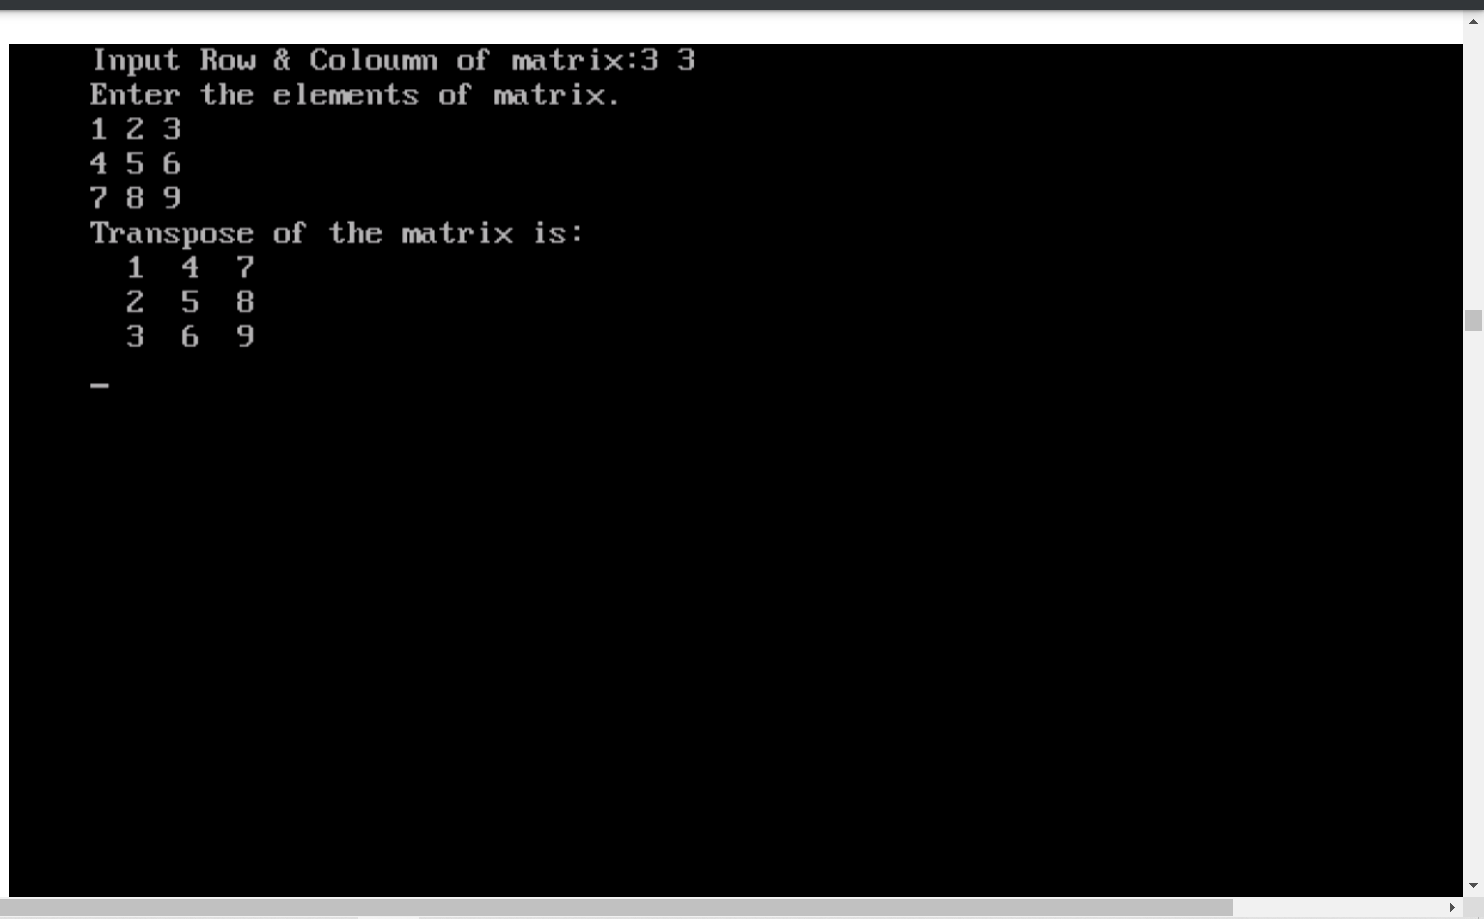 Input Row & Coloumn of matrix:3 3
Enter the elements of matrix.
1 2 3
4 5 6
7 8 9
Transpose of the matrix is:
1 4 7
2 5 8
3 6 9
_